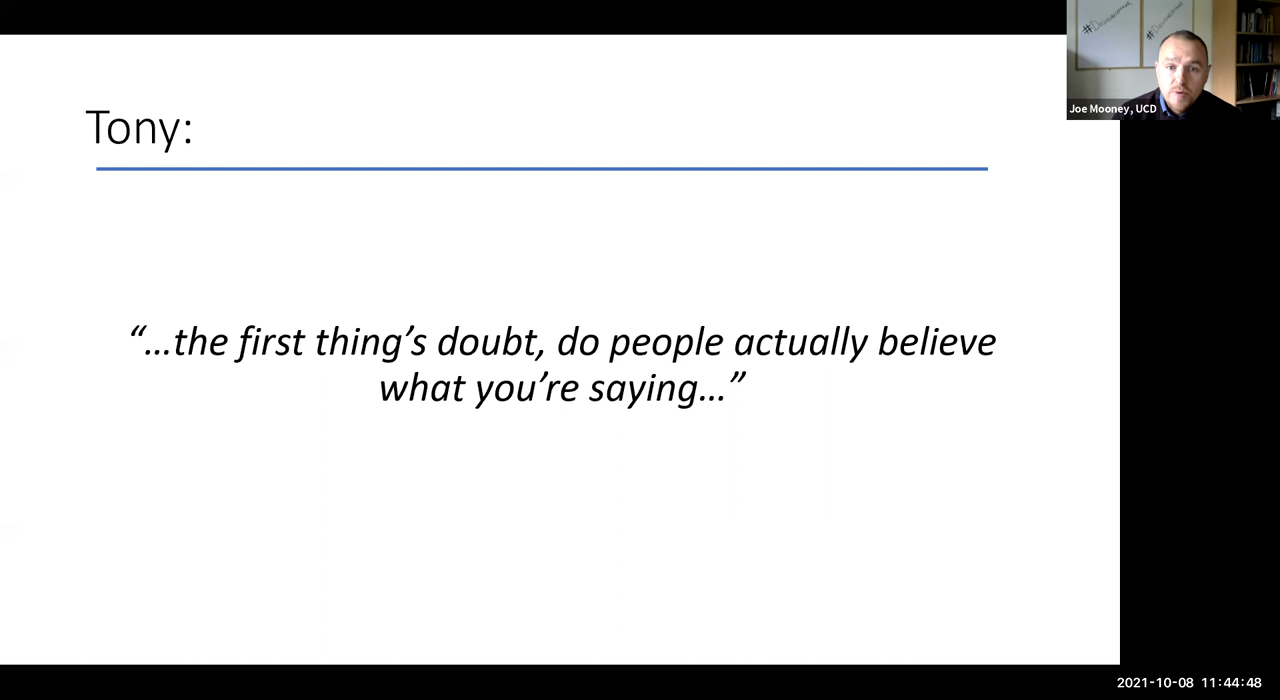 Tony:
“…the first thing’s doubt, do people actually believe
what you’re saying…”
Joe Mooney, UCD
2021-10-08 11:44:48